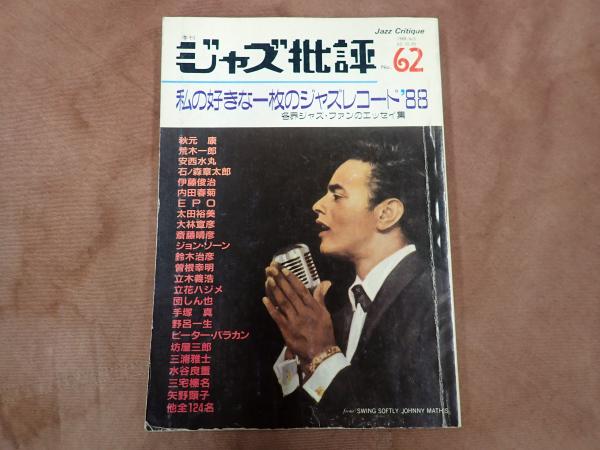 Jazz Critique
季刊
ジャズ批評
No.62
私の好きな一枚のジャズレコード'88
各界ジャズ・ファンのエッセイ集
秋元 康
荒木一郎
安西水丸
石ノ森章太郎
伊藤俊治
内田春菊
EPO
太田裕美
大林宣彦
斎藤晴彦
ジョン・ゾーン
鈴木治彦
曽根幸明
立木義浩
立花ハジメ
団しん也
手塚 真
野呂一生
ピーター・バラカン
坊屋三郎
三浦雅士
水谷良重
三宅榛名
矢野顕子
他全124名
from SWING SOFTLY JOHNNY MATHIS